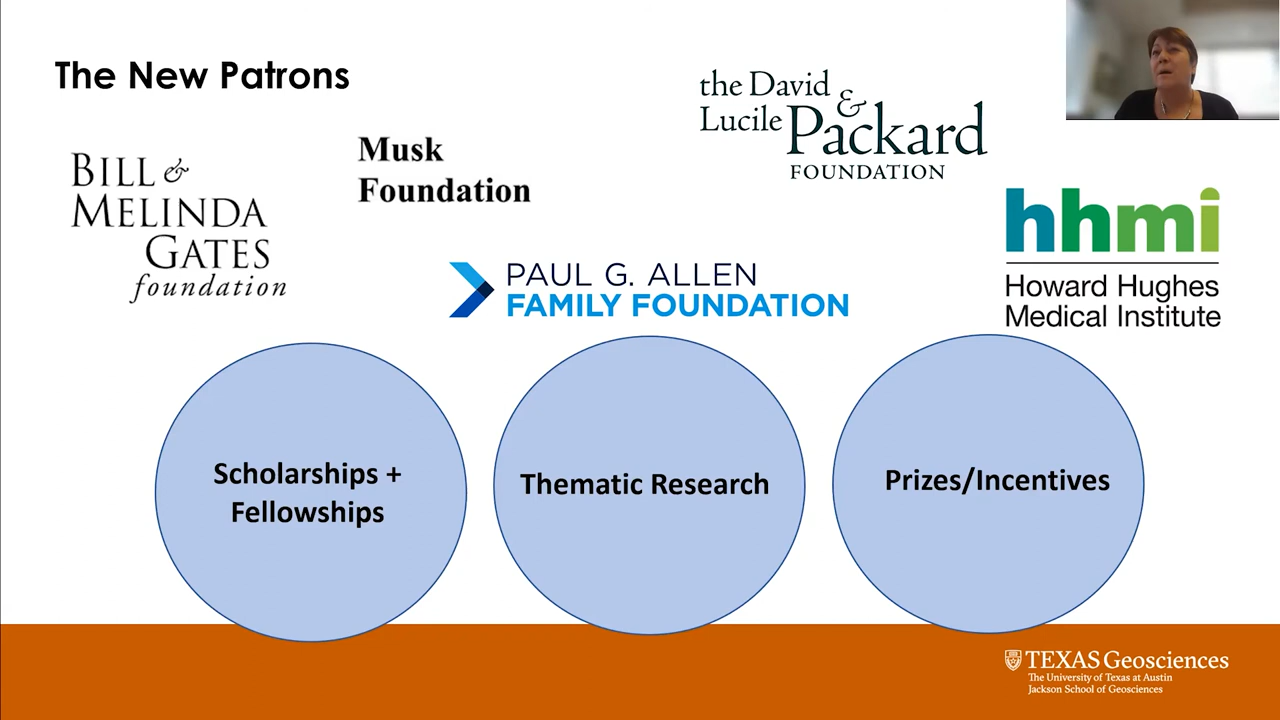 The New Patrons
BILL &
MELINDA
GATES
foundation
Musk
Foundation
the David
&
Lucile
Packard
FOUNDATION
PAUL G. ALLEN
FAMILY FOUNDATION
hhmi
Howard Hughes
Medical Institute
Scholarships +
Fellowships
Thematic Research
Prizes/Incentives
TEXAS Geosciences
The University of Texas at Austin
Jackson School of Geosciences